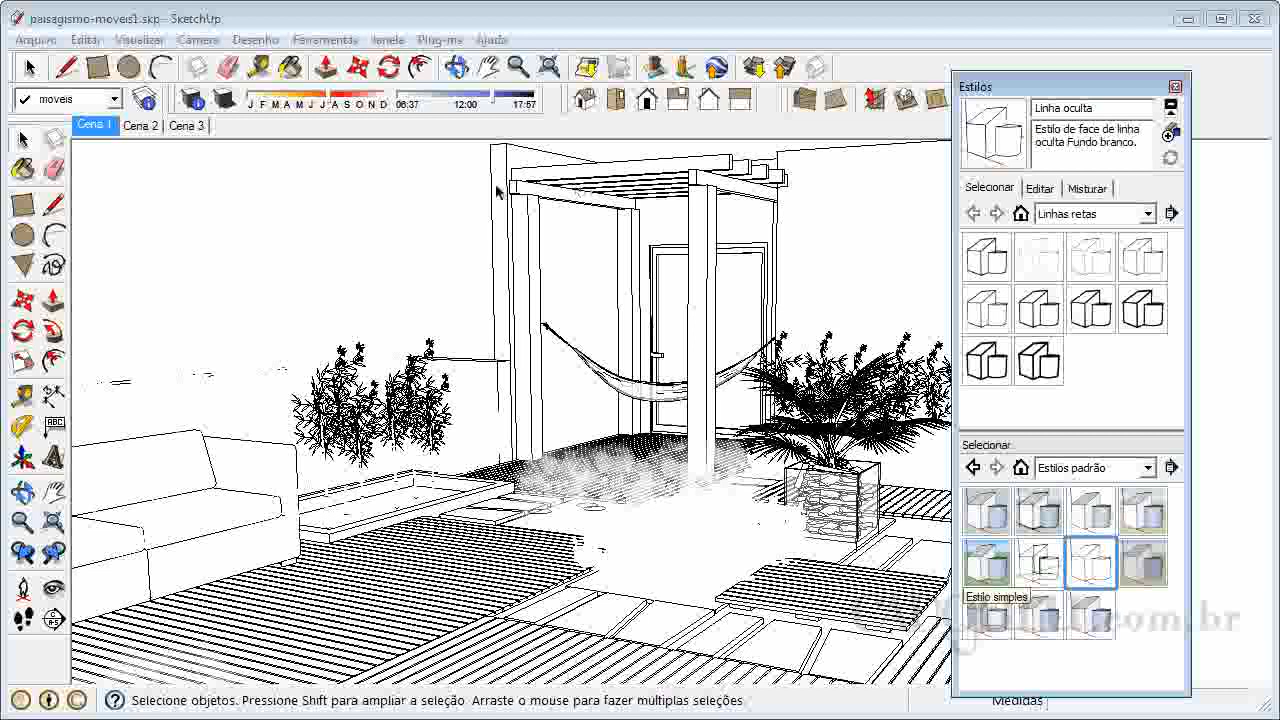 paisagismo-moveis1.skp - SketchUp
Arquivo Editar Visualizar Câmera Desenho Ferramentas Janela Plug-ins Ajuda
moveis
J F M A M J J A S O N D
06:37 12:00 17:57
Cena 1 Cena 2 Cena 3
Estilos
Linha oculta
Estilo de face de linha
oculta Fundo branco.
Selecionar Editar Misturar
Linhas retas
ABC
Selecionar
Estilos padrão
Estilo simples
.com.br
Selecione objetos. Pressione Shift para ampliar a seleção Arraste o mouse para fazer multiplas seleções
Medidas